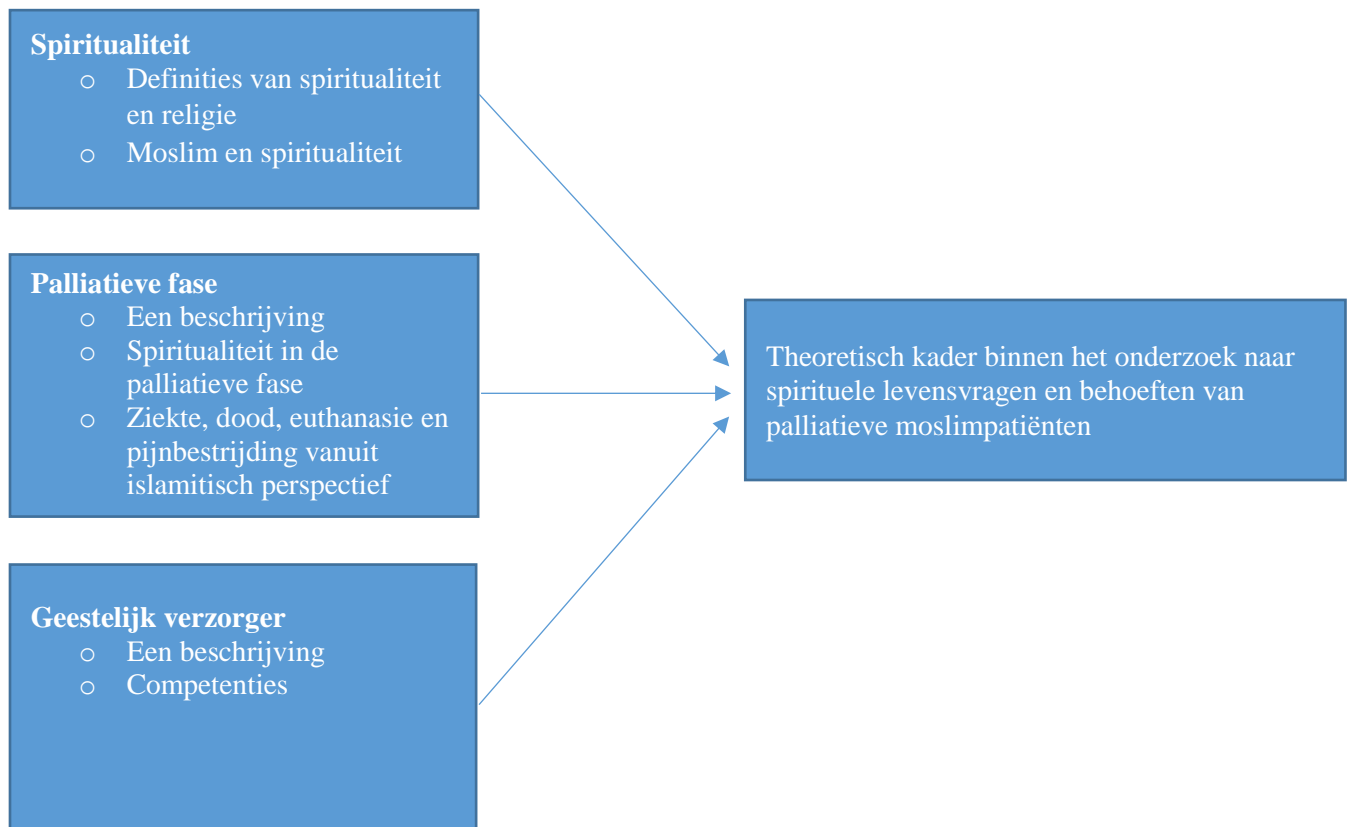 Spiritualiteit
o Definities van spiritualiteit
en religie
o Moslim en spiritualiteit
Palliatieve fase
o Een beschrijving
o Spiritualiteit in de
palliatieve fase
o Ziekte, dood, euthanasie en
pijnbestrijding vanuit
islamitisch perspectief
Geestelijk verzorger
o Een beschrijving
o Competenties
Theoretisch kader binnen het onderzoek naar
spirituele levensvragen en behoeften van
palliatieve moslimpatiënten